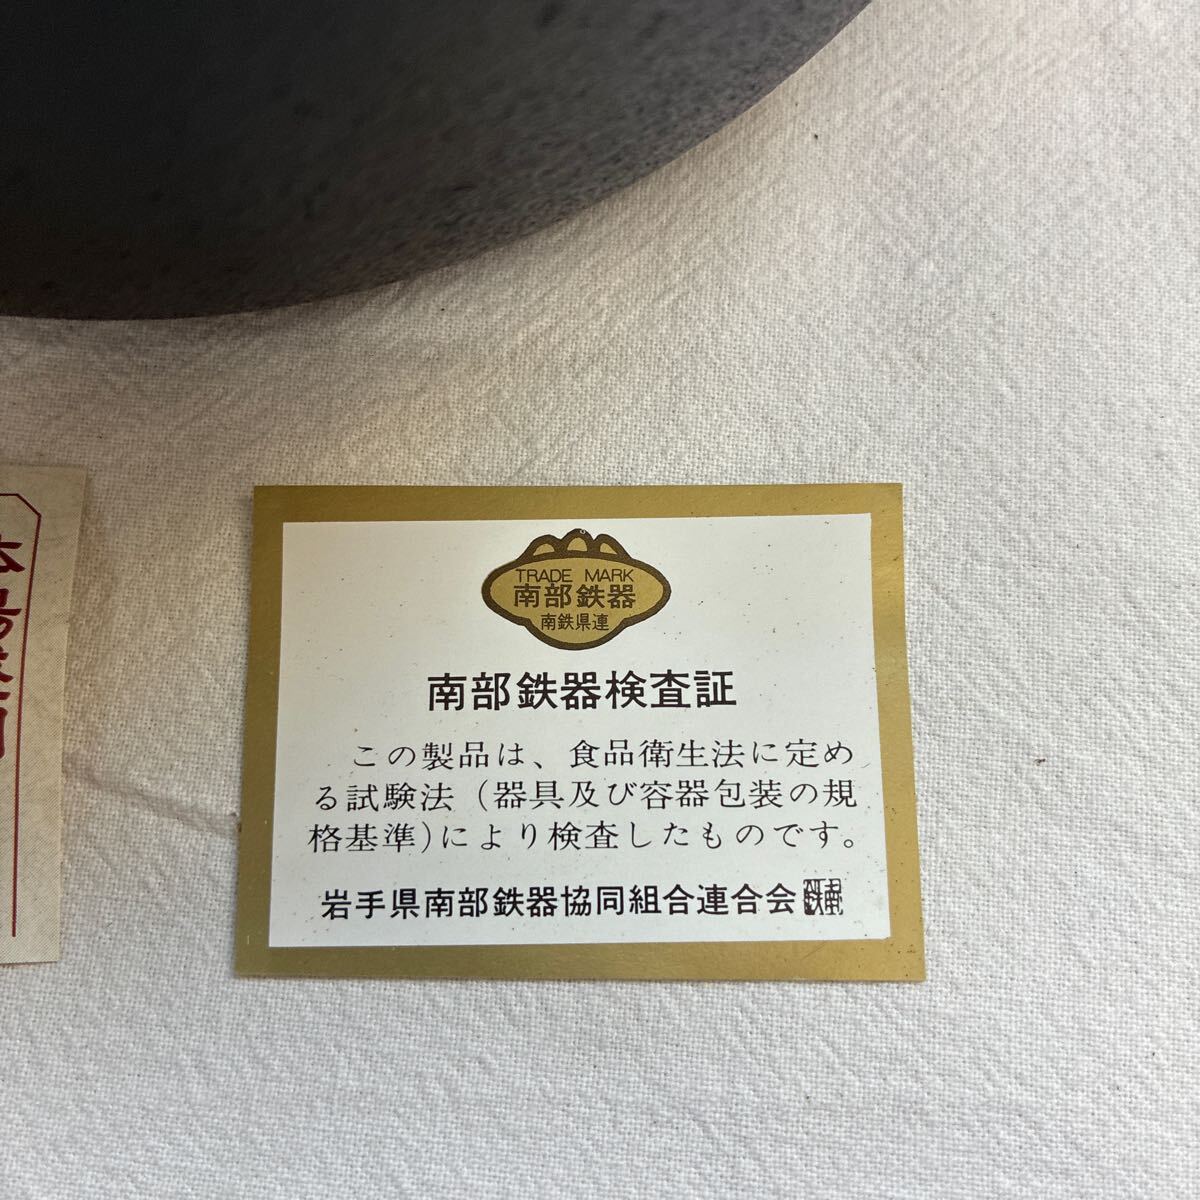 TRADE MARK
南部鉄器
南鉄県連
南部鉄器検査証
この製品は、食品衛生法に定め
る試験法(器具及び容器包装の規
格基準)により検査したものです。
岩手県南部鉄器協同組合連合会